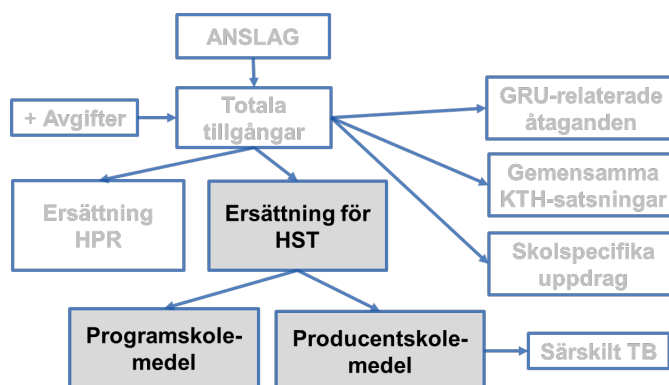 ANSLAG
+ Avgifter
Totala
tillgångar
GRU-relaterade
åtaganden
Gemensamma
KTH-satsningar
Skolspecifika
uppdrag
Ersättning
HPR
Ersättning för
HST
Programskole-
medel
Producentskole-
medel
Särskilt TB